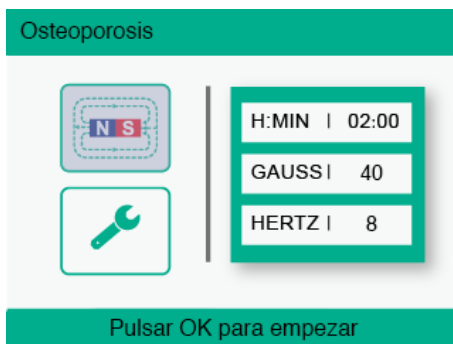 Osteoporosis
N S
H:MIN | 02:00
GAUSS | 40
HERTZ | 8
Pulsar OK para empezar